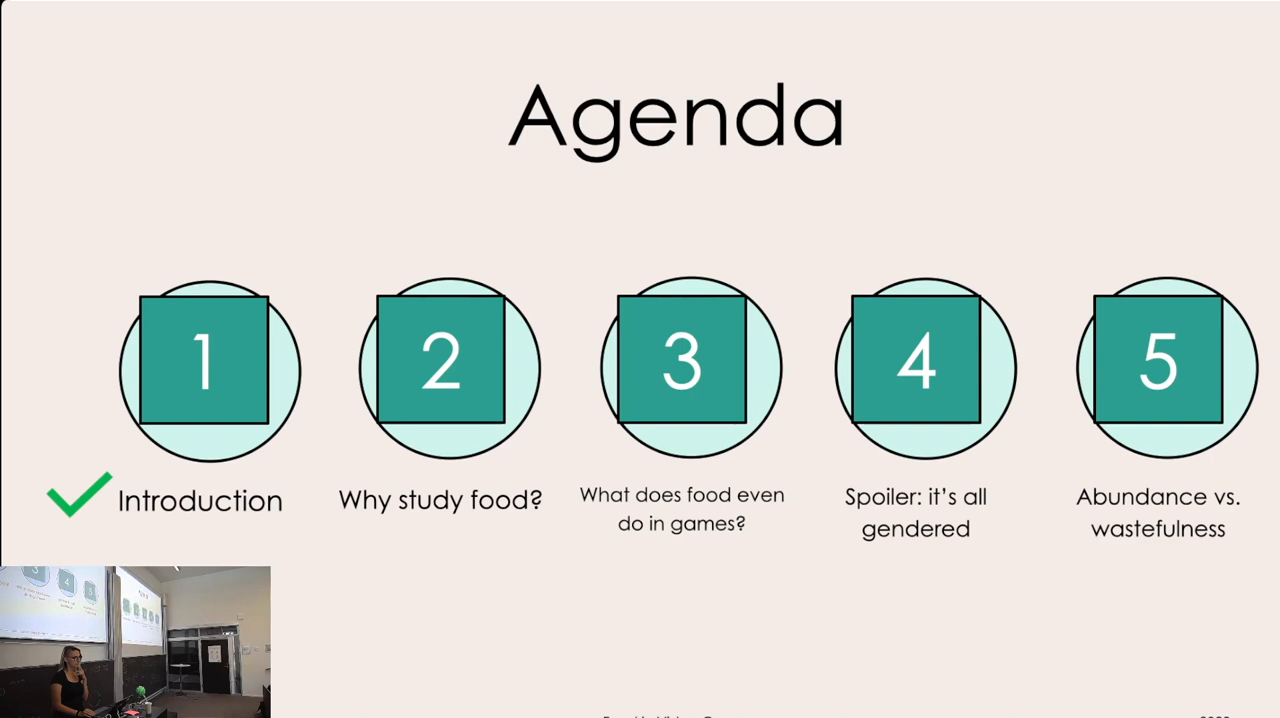 Agenda
1
2
3
4
5
Introduction
Why study food?
What does food even
do in games?
Spoiler: it's all
gendered
Abundance vs.
wastefulness